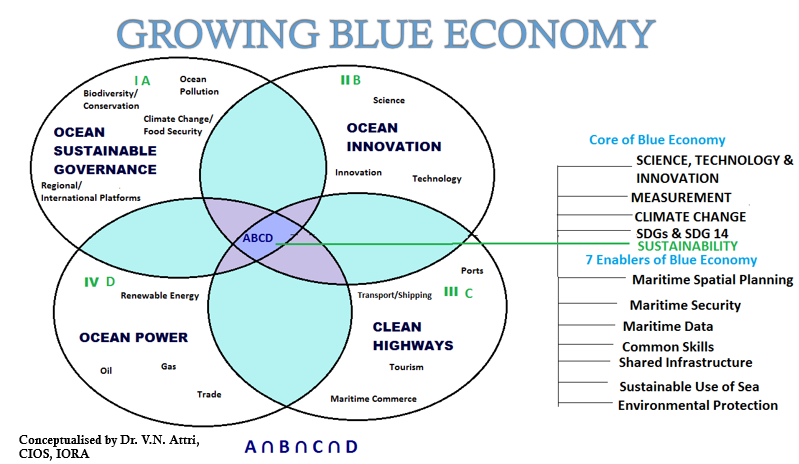 GROWING BLUE ECONOMY
I A
Ocean
Pollution
Biodiversity/
Conservation
Climate Change/
Food Security
OCEAN
SUSTAINABLE
GOVERNANCE
Regional/
International Platforms
II B
Science
OCEAN
INNOVATION
Innovation
Technology
ABCD
IV D
Renewable Energy
OCEAN POWER
Oil
Gas
Trade
Ports
Transport/Shipping
III C
CLEAN
HIGHWAYS
Tourism
Maritime Commerce
Core of Blue Economy
SCIENCE, TECHNOLOGY &
INNOVATION
MEASUREMENT
CLIMATE CHANGE
SDGs & SDG 14
SUSTAINABILITY
7 Enablers of Blue Economy
Maritime Spatial Planning
Maritime Security
Maritime Data
Common Skills
Shared Infrastructure
Sustainable Use of Sea
Environmental Protection
Conceptualised by Dr. V.N. Attri,
CIOS, IORA
A ∩ B ∩ C ∩ D